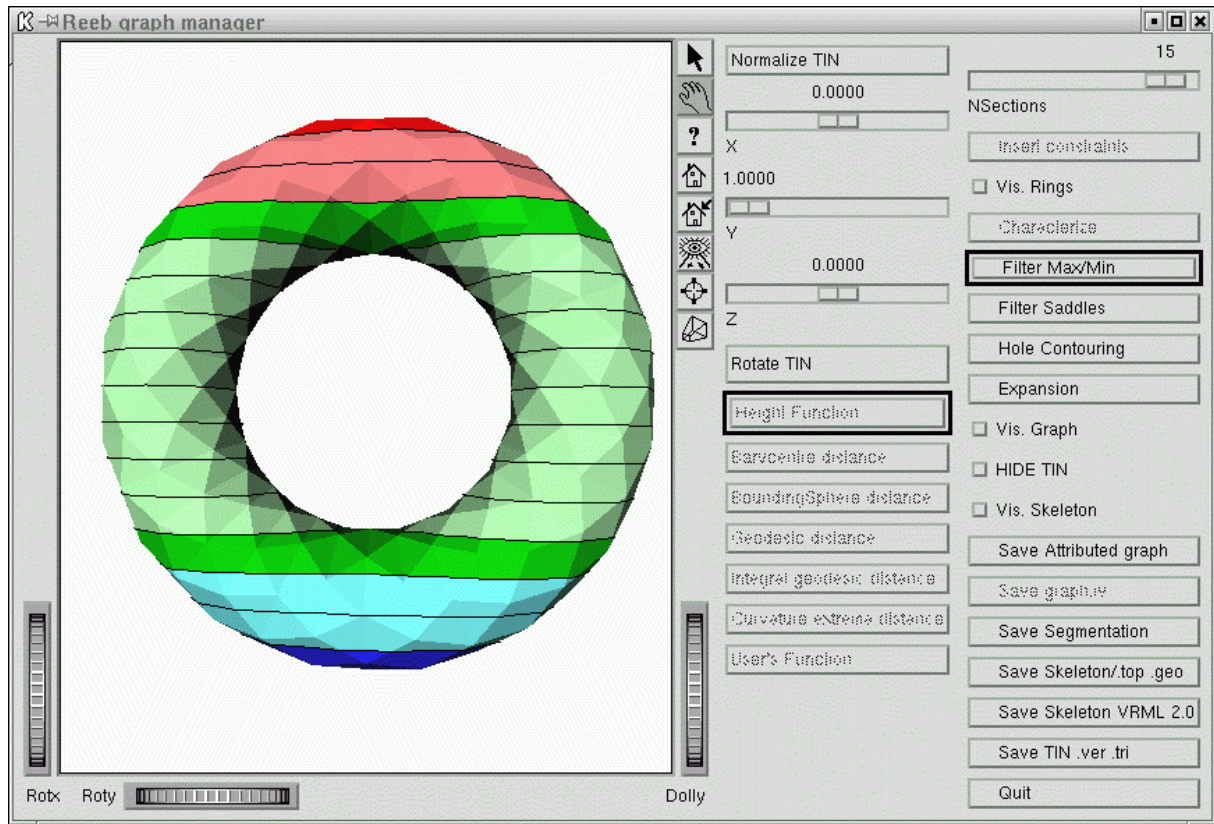 Reeb graph manager
Normalize TIN
0.0000
X
1.0000
Y
0.0000
Z
Rotate TIN
Height Function
Barycentre distance
BoundingSphere distance
Geodesic distance
Integral geodesic distance
Curvature extrema distance
User's Function
15
NSections
Insert constraints
Vis. Rings
Characterize
Filter Max/Min
Filter Saddles
Hole Contouring
Expansion
Vis. Graph
HIDE TIN
Vis. Skeleton
Save Attributed graph
Save graph.iv
Save Segmentation
Save Skeleton/.top .geo
Save Skeleton VRML 2.0
Save TIN .ver .tri
Quit
?
Rotx
Roty
Dolly